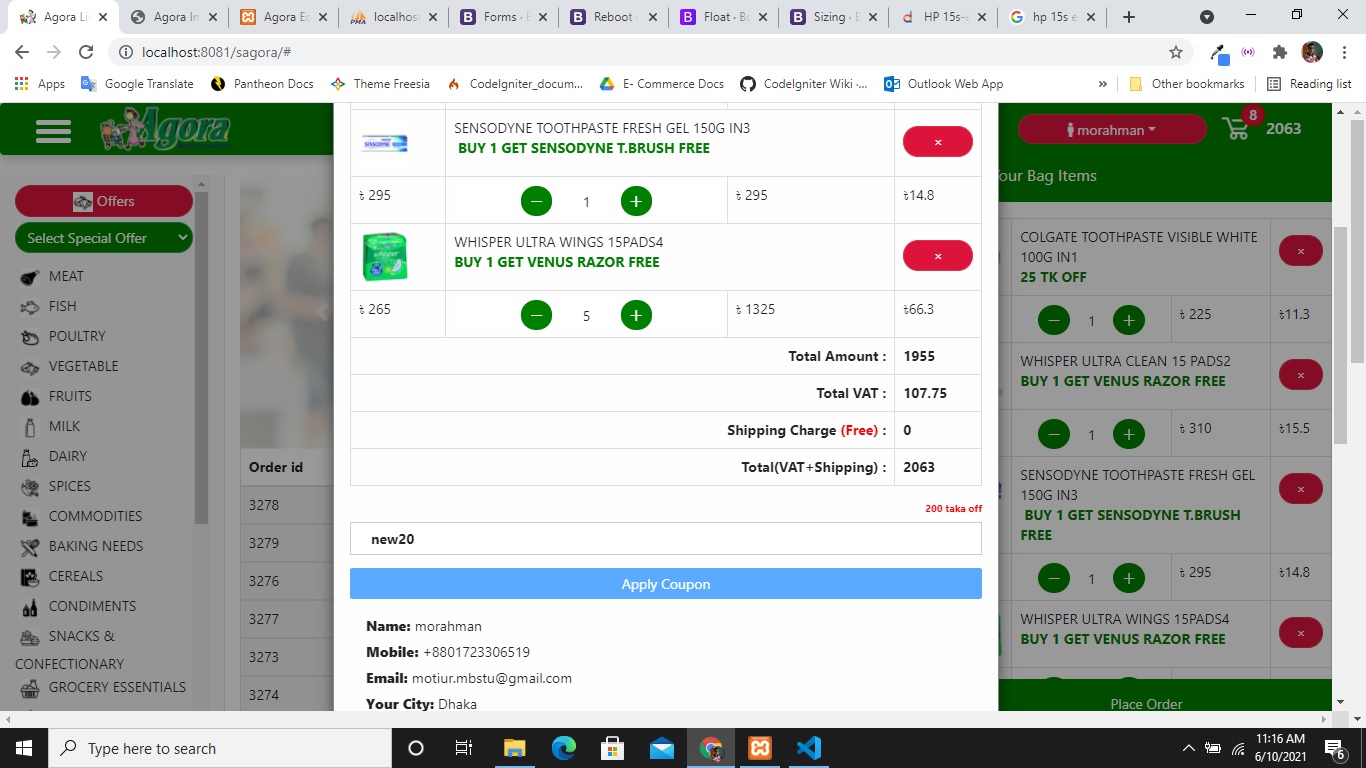 Agora Li
Agora In
Agora Ec
localhost
Forms · B
Reboot ·
Float · Bo
Sizing · B
HP 15s-e
hp 15s e
localhost:8081/sagora/#
Apps
Google Translate
Pantheon Docs
Theme Freesia
CodeIgniter_docum...
E- Commerce Docs
CodeIgniter Wiki ·...
Outlook Web App
»
Other bookmarks
Reading list
Agora
Offers
Select Special Offer
MEAT
FISH
POULTRY
VEGETABLE
FRUITS
MILK
DAIRY
SPICES
COMMODITIES
BAKING NEEDS
CEREALS
CONDIMENTS
SNACKS &
CONFECTIONARY
GROCERY ESSENTIALS
Order id
3278
3279
3276
3277
3273
3274
SENSODYNE TOOTHPASTE FRESH GEL 150G IN3
BUY 1 GET SENSODYNE T.BRUSH FREE
×
৳ 295
− 1 +
৳ 295
৳14.8
WHISPER ULTRA WINGS 15PADS4
BUY 1 GET VENUS RAZOR FREE
×
৳ 265
− 5 +
৳ 1325
৳66.3
Total Amount : 1955
Total VAT : 107.75
Shipping Charge (Free) : 0
Total(VAT+Shipping) : 2063
200 taka off
new20
Apply Coupon
Name: morahman
Mobile: +8801723306519
Email: motiur.mbstu@gmail.com
Your City: Dhaka
morahman
8
2063
our Bag Items
COLGATE TOOTHPASTE VISIBLE WHITE
100G IN1
25 TK OFF
×
− 1 +
৳ 225
৳11.3
WHISPER ULTRA CLEAN 15 PADS2
BUY 1 GET VENUS RAZOR FREE
×
− 1 +
৳ 310
৳15.5
SENSODYNE TOOTHPASTE FRESH GEL
150G IN3
BUY 1 GET SENSODYNE T.BRUSH
FREE
×
− 1 +
৳ 295
৳14.8
WHISPER ULTRA WINGS 15PADS4
BUY 1 GET VENUS RAZOR FREE
×
Place Order
Type here to search
11:16 AM
6/10/2021
6